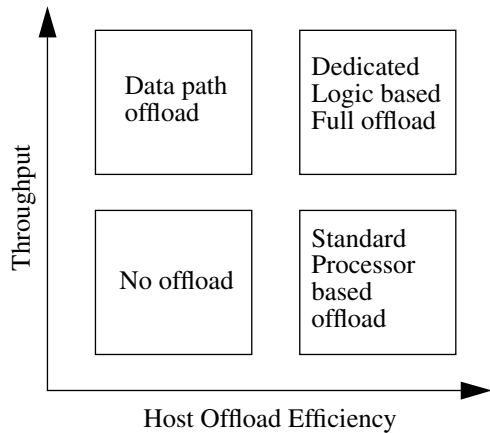 Throughput
Data path
offload
Dedicated
Logic based
Full offload
No offload
Standard
Processor
based
offload
Host Offload Efficiency